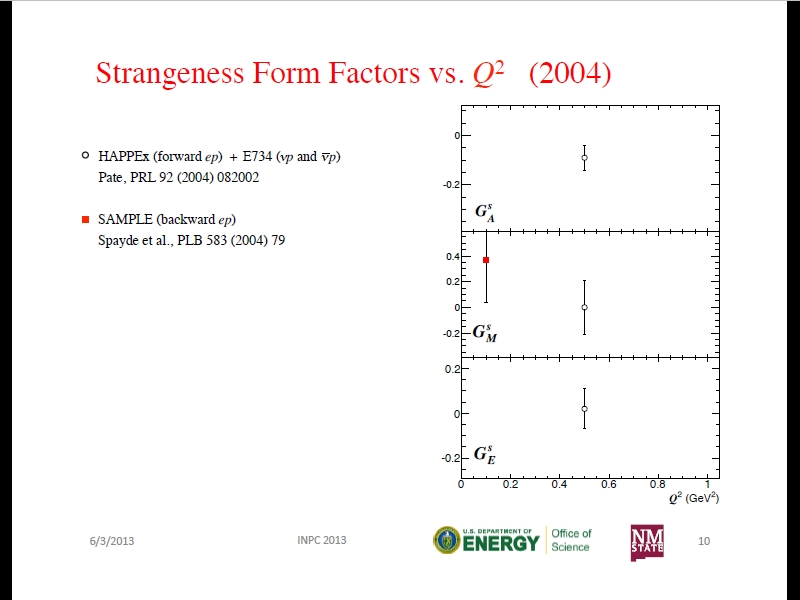 Strangeness Form Factors vs. Q² (2004)
HAPPEx (forward ep) + E734 (νp and ν̅p)
Pate, PRL 92 (2004) 082002
SAMPLE (backward ep)
Spayde et al., PLB 583 (2004) 79
0
-0.2
G^s_A
0.4
0.2
0
-0.2
G^s_M
0.2
0
-0.2
G^s_E
0 0.2 0.4 0.6 0.8 1
Q² (GeV²)
6/3/2013
INPC 2013
U.S. DEPARTMENT OF
ENERGY
Office of
Science
NM
STATE
10